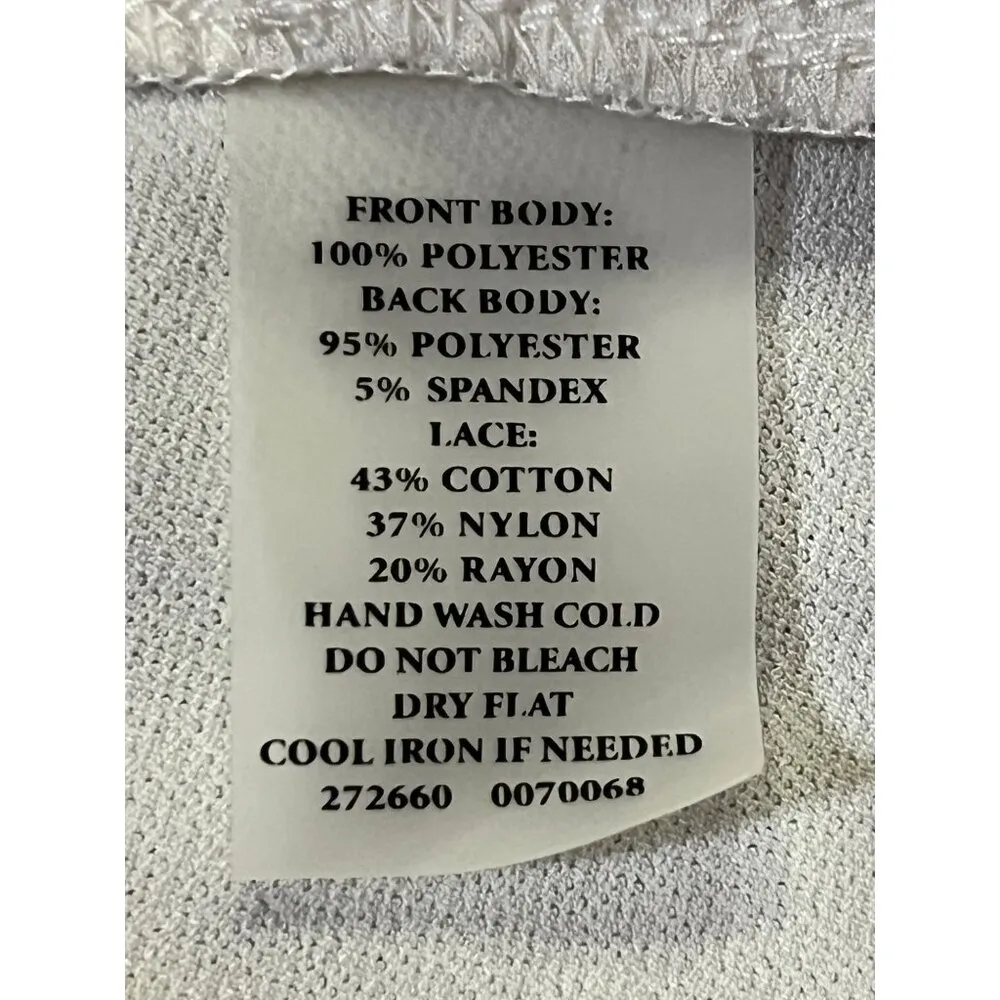 FRONT BODY:
100% POLYESTER
BACK BODY:
95% POLYESTER
5% SPANDEX
LACE:
43% COTTON
37% NYLON
20% RAYON
HAND WASH COLD
DO NOT BLEACH
DRY FLAT
COOL IRON IF NEEDED
272660 0070068